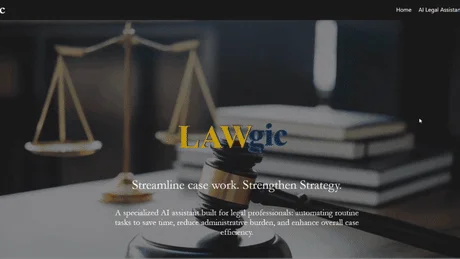 c
Home AI Legal Assistan
LAWgic
Streamline case work. Strengthen Strategy.
A specialized AI assistant built for legal professionals: automating routine
tasks to save time, reduce administrative burden, and enhance overall case
efficiency.